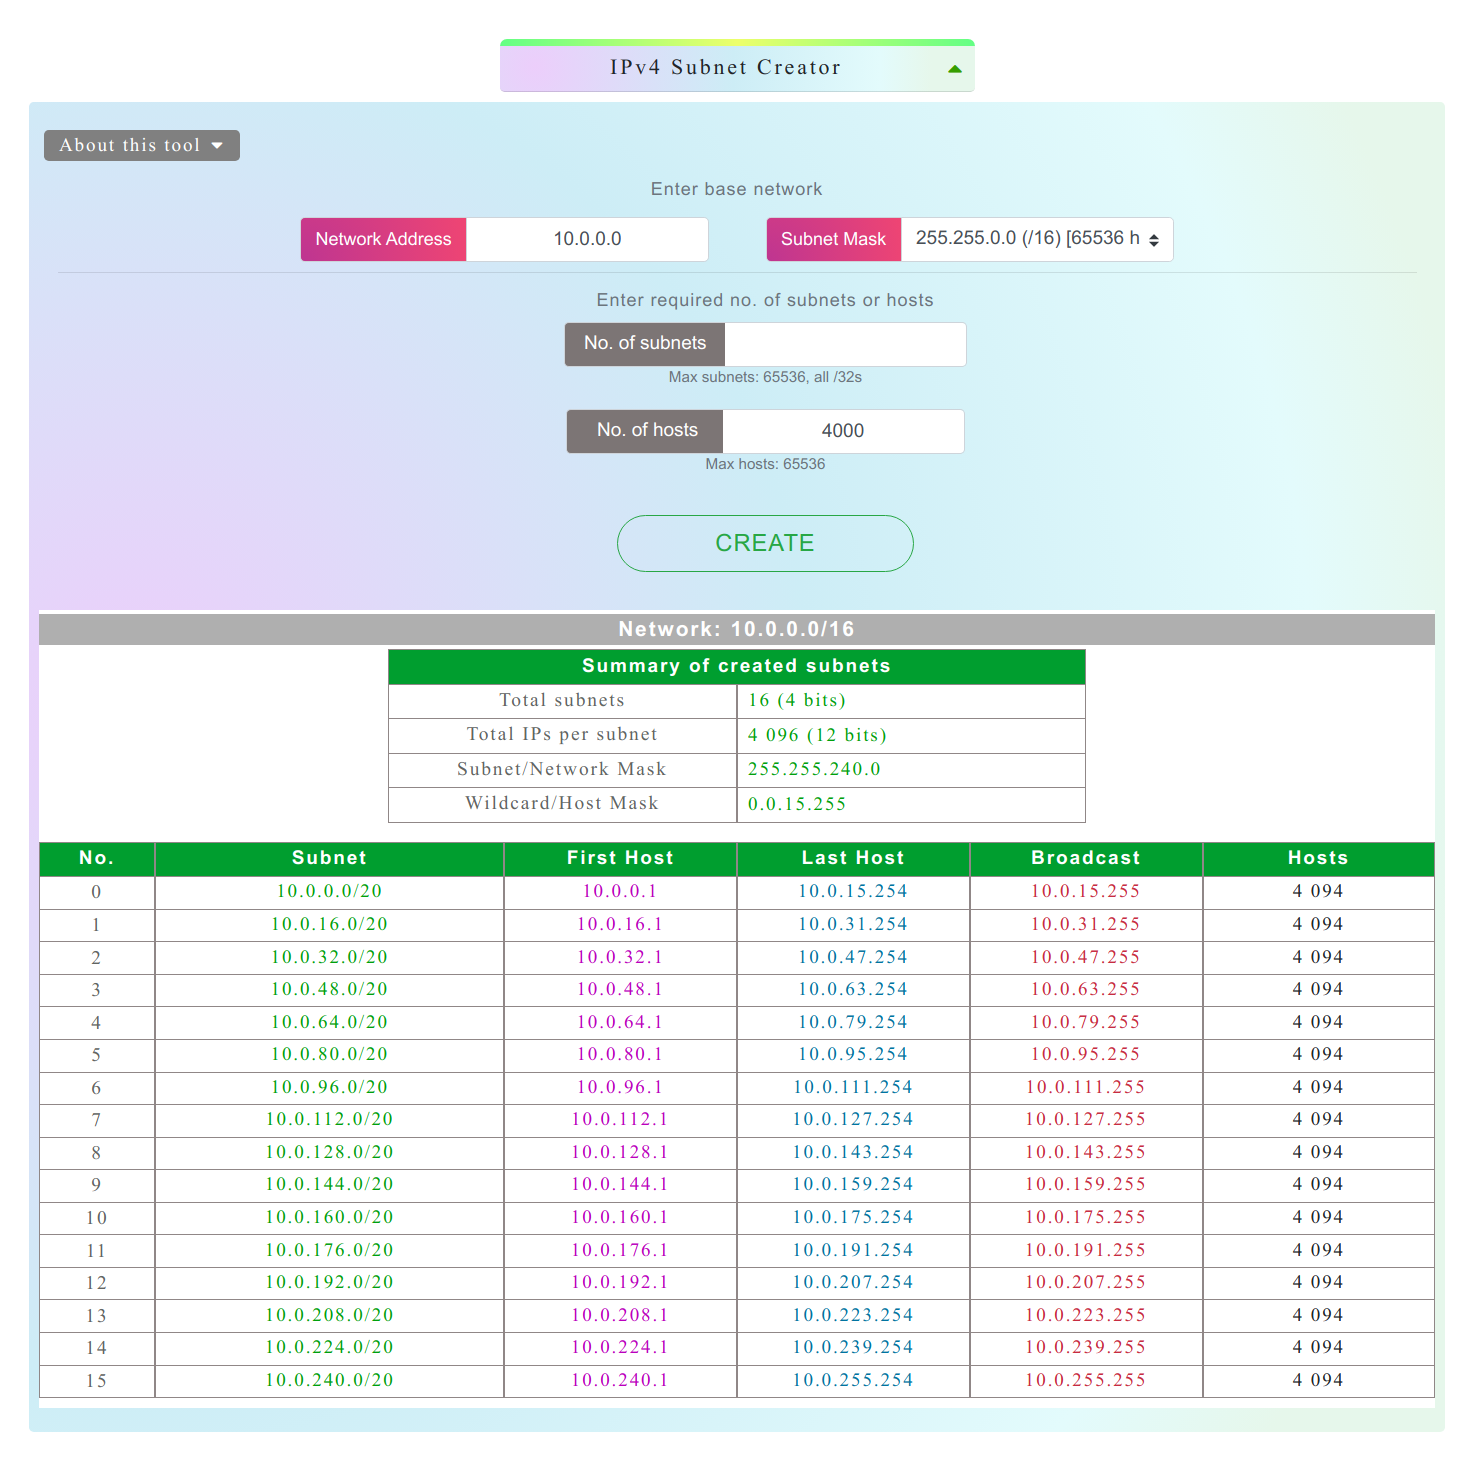 IPv4 Subnet Creator
About this tool
Enter base network
Network Address 10.0.0.0 Subnet Mask 255.255.0.0 (/16) [65536 h
Enter required no. of subnets or hosts
No. of subnets
Max subnets: 65536, all /32s
No. of hosts 4000
Max hosts: 65536
CREATE
Network: 10.0.0.0/16
Summary of created subnets
Total subnets 16 (4 bits)
Total IPs per subnet 4 096 (12 bits)
Subnet/Network Mask 255.255.240.0
Wildcard/Host Mask 0.0.15.255
No. Subnet First Host Last Host Broadcast Hosts
0 10.0.0.0/20 10.0.0.1 10.0.15.254 10.0.15.255 4 094
1 10.0.16.0/20 10.0.16.1 10.0.31.254 10.0.31.255 4 094
2 10.0.32.0/20 10.0.32.1 10.0.47.254 10.0.47.255 4 094
3 10.0.48.0/20 10.0.48.1 10.0.63.254 10.0.63.255 4 094
4 10.0.64.0/20 10.0.64.1 10.0.79.254 10.0.79.255 4 094
5 10.0.80.0/20 10.0.80.1 10.0.95.254 10.0.95.255 4 094
6 10.0.96.0/20 10.0.96.1 10.0.111.254 10.0.111.255 4 094
7 10.0.112.0/20 10.0.112.1 10.0.127.254 10.0.127.255 4 094
8 10.0.128.0/20 10.0.128.1 10.0.143.254 10.0.143.255 4 094
9 10.0.144.0/20 10.0.144.1 10.0.159.254 10.0.159.255 4 094
10 10.0.160.0/20 10.0.160.1 10.0.175.254 10.0.175.255 4 094
11 10.0.176.0/20 10.0.176.1 10.0.191.254 10.0.191.255 4 094
12 10.0.192.0/20 10.0.192.1 10.0.207.254 10.0.207.255 4 094
13 10.0.208.0/20 10.0.208.1 10.0.223.254 10.0.223.255 4 094
14 10.0.224.0/20 10.0.224.1 10.0.239.254 10.0.239.255 4 094
15 10.0.240.0/20 10.0.240.1 10.0.255.254 10.0.255.255 4 094